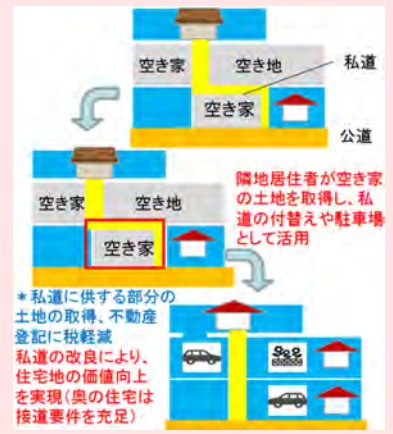 空き家
空き地
私道
空き家
公道
隣地居住者が空き家
の土地を取得し、私
道の付替えや駐車場
として活用
空き家
空き地
空き家
*私道に供する部分の
土地の取得、不動産
登記に税軽減
私道の改良により、
住宅地の価値向上
を実現(奥の住宅は
接道要件を充足)